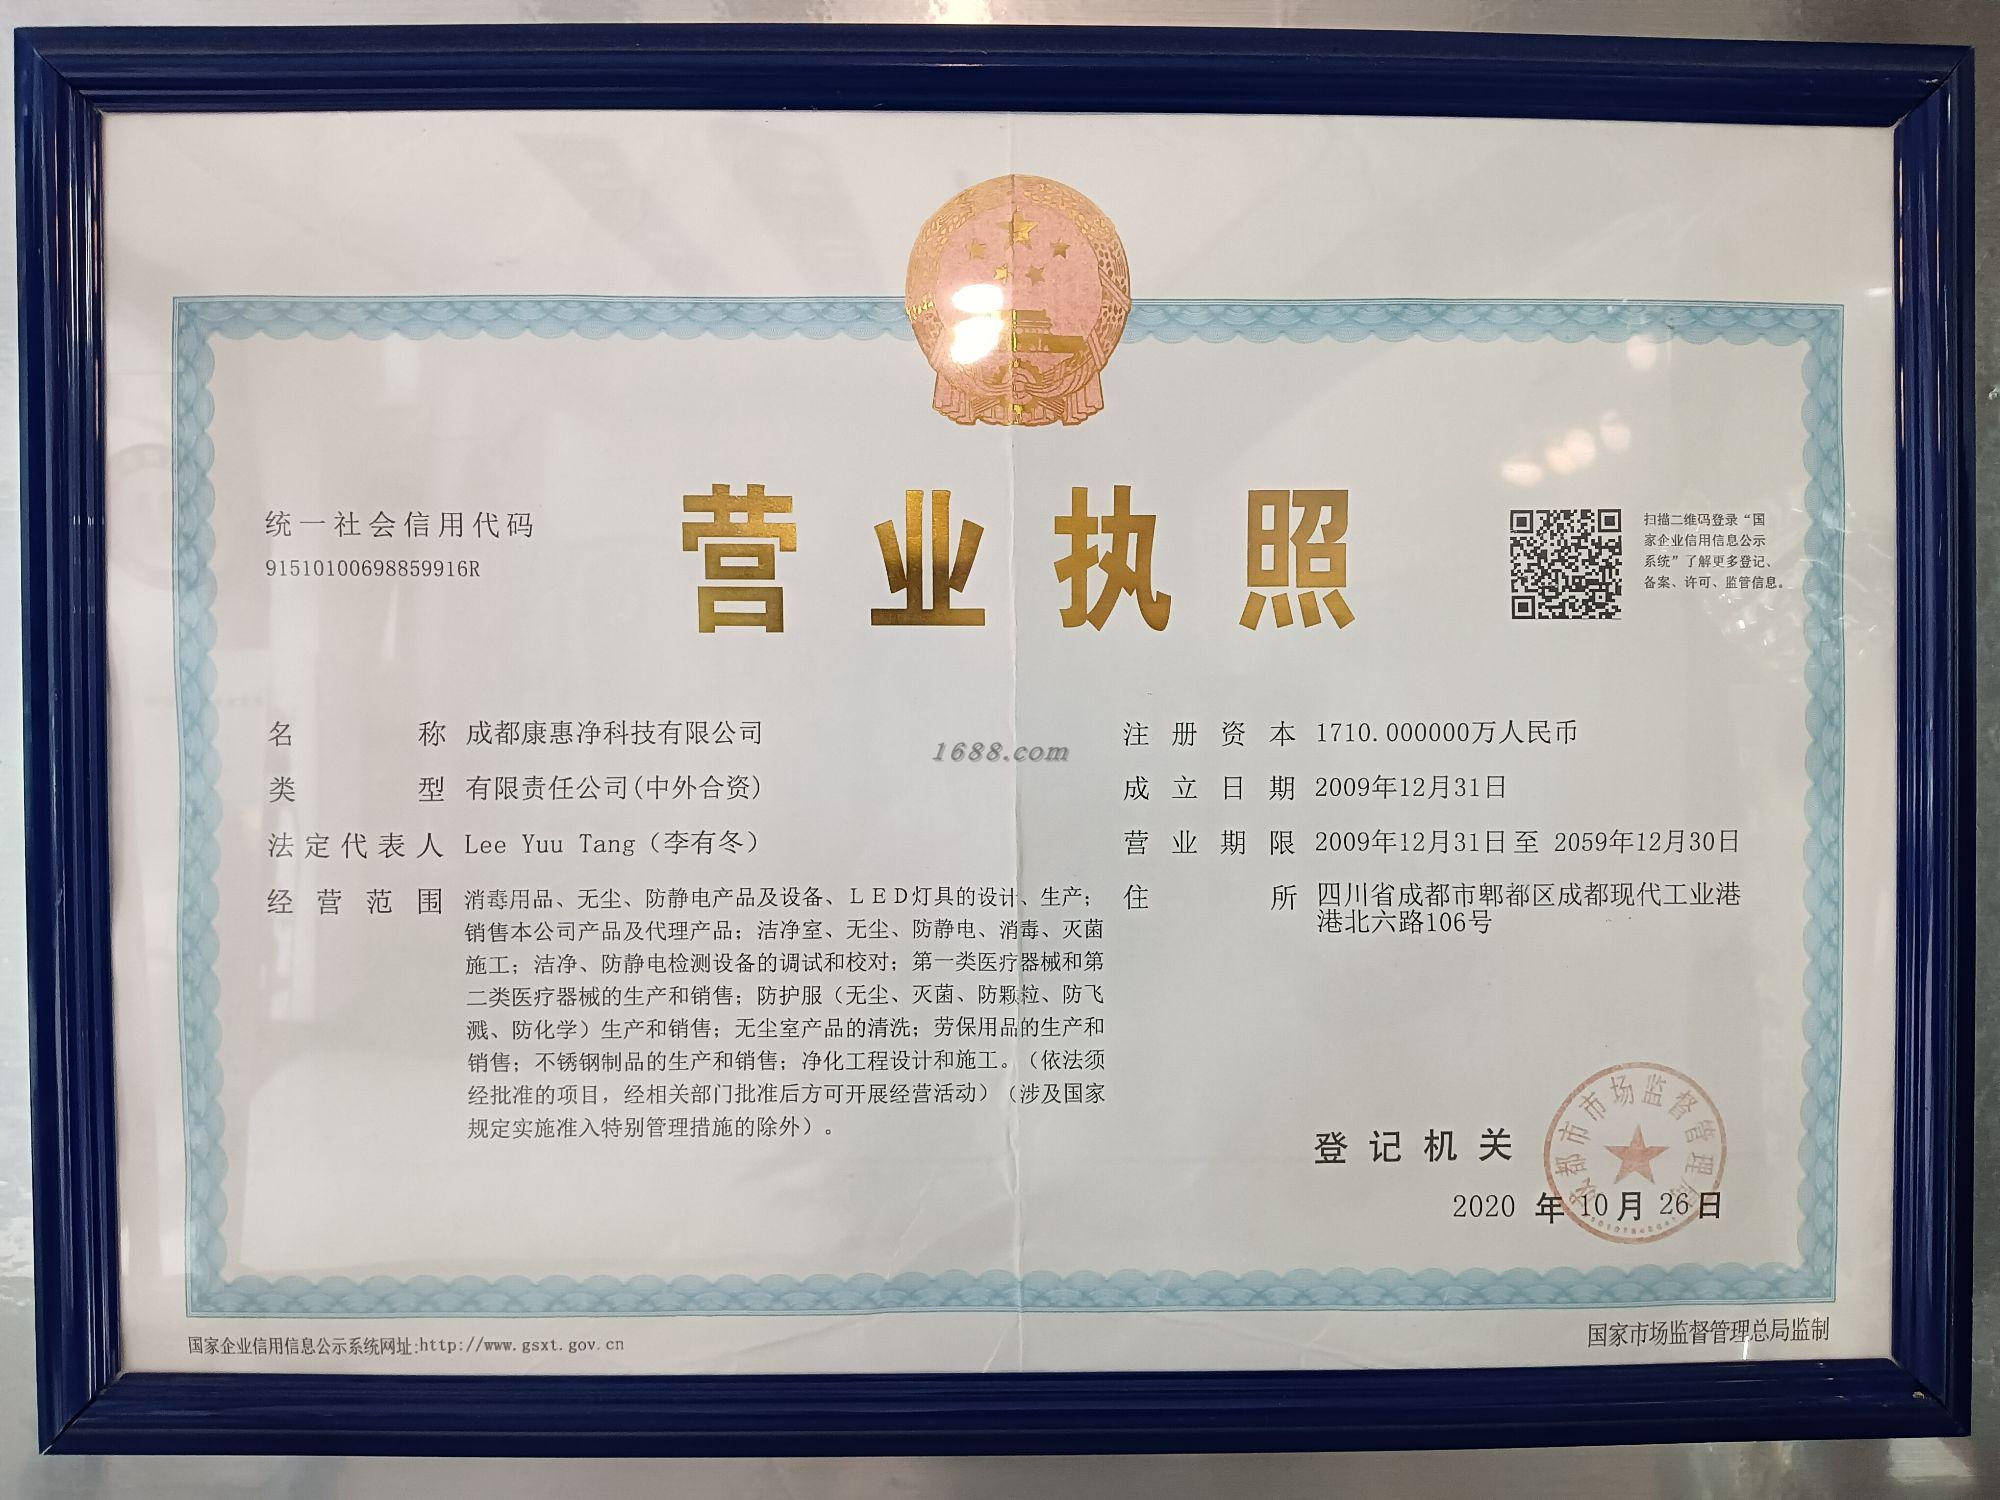 营业执照
统一社会信用代码
91510100698859916R
扫描二维码登录“国
家企业信用信息公示
系统”了解更多登记、
备案、许可、监管信息。
名称 成都康惠净科技有限公司
类型 有限责任公司(中外合资)
法定代表人 Lee Yuu Tang（李有冬）
经营范围 消毒用品、无尘、防静电产品及设备、LED灯具的设计、生产；
销售本公司产品及代理产品；洁净室、无尘、防静电、消毒、灭菌
施工；洁净、防静电检测设备的调试和校对；第一类医疗器械和第
二类医疗器械的生产和销售；防护服（无尘、灭菌、防颗粒、防飞
溅、防化学）生产和销售；无尘室产品的清洗；劳保用品的生产和
销售；不锈钢制品的生产和销售；净化工程设计和施工。（依法须
经批准的项目，经相关部门批准后方可开展经营活动）（涉及国家
规定实施准入特别管理措施的除外）。
1688.com
注册资本 1710.000000万人民币
成立日期 2009年12月31日
营业期限 2009年12月31日至 2059年12月30日
住所 四川省成都市郫都区成都现代工业港
港北六路106号
登记机关
成都市市场监督管理局
2020 年 10 月 26 日
国家企业信用信息公示系统网址:http://www.gsxt.gov.cn
国家市场监督管理总局监制